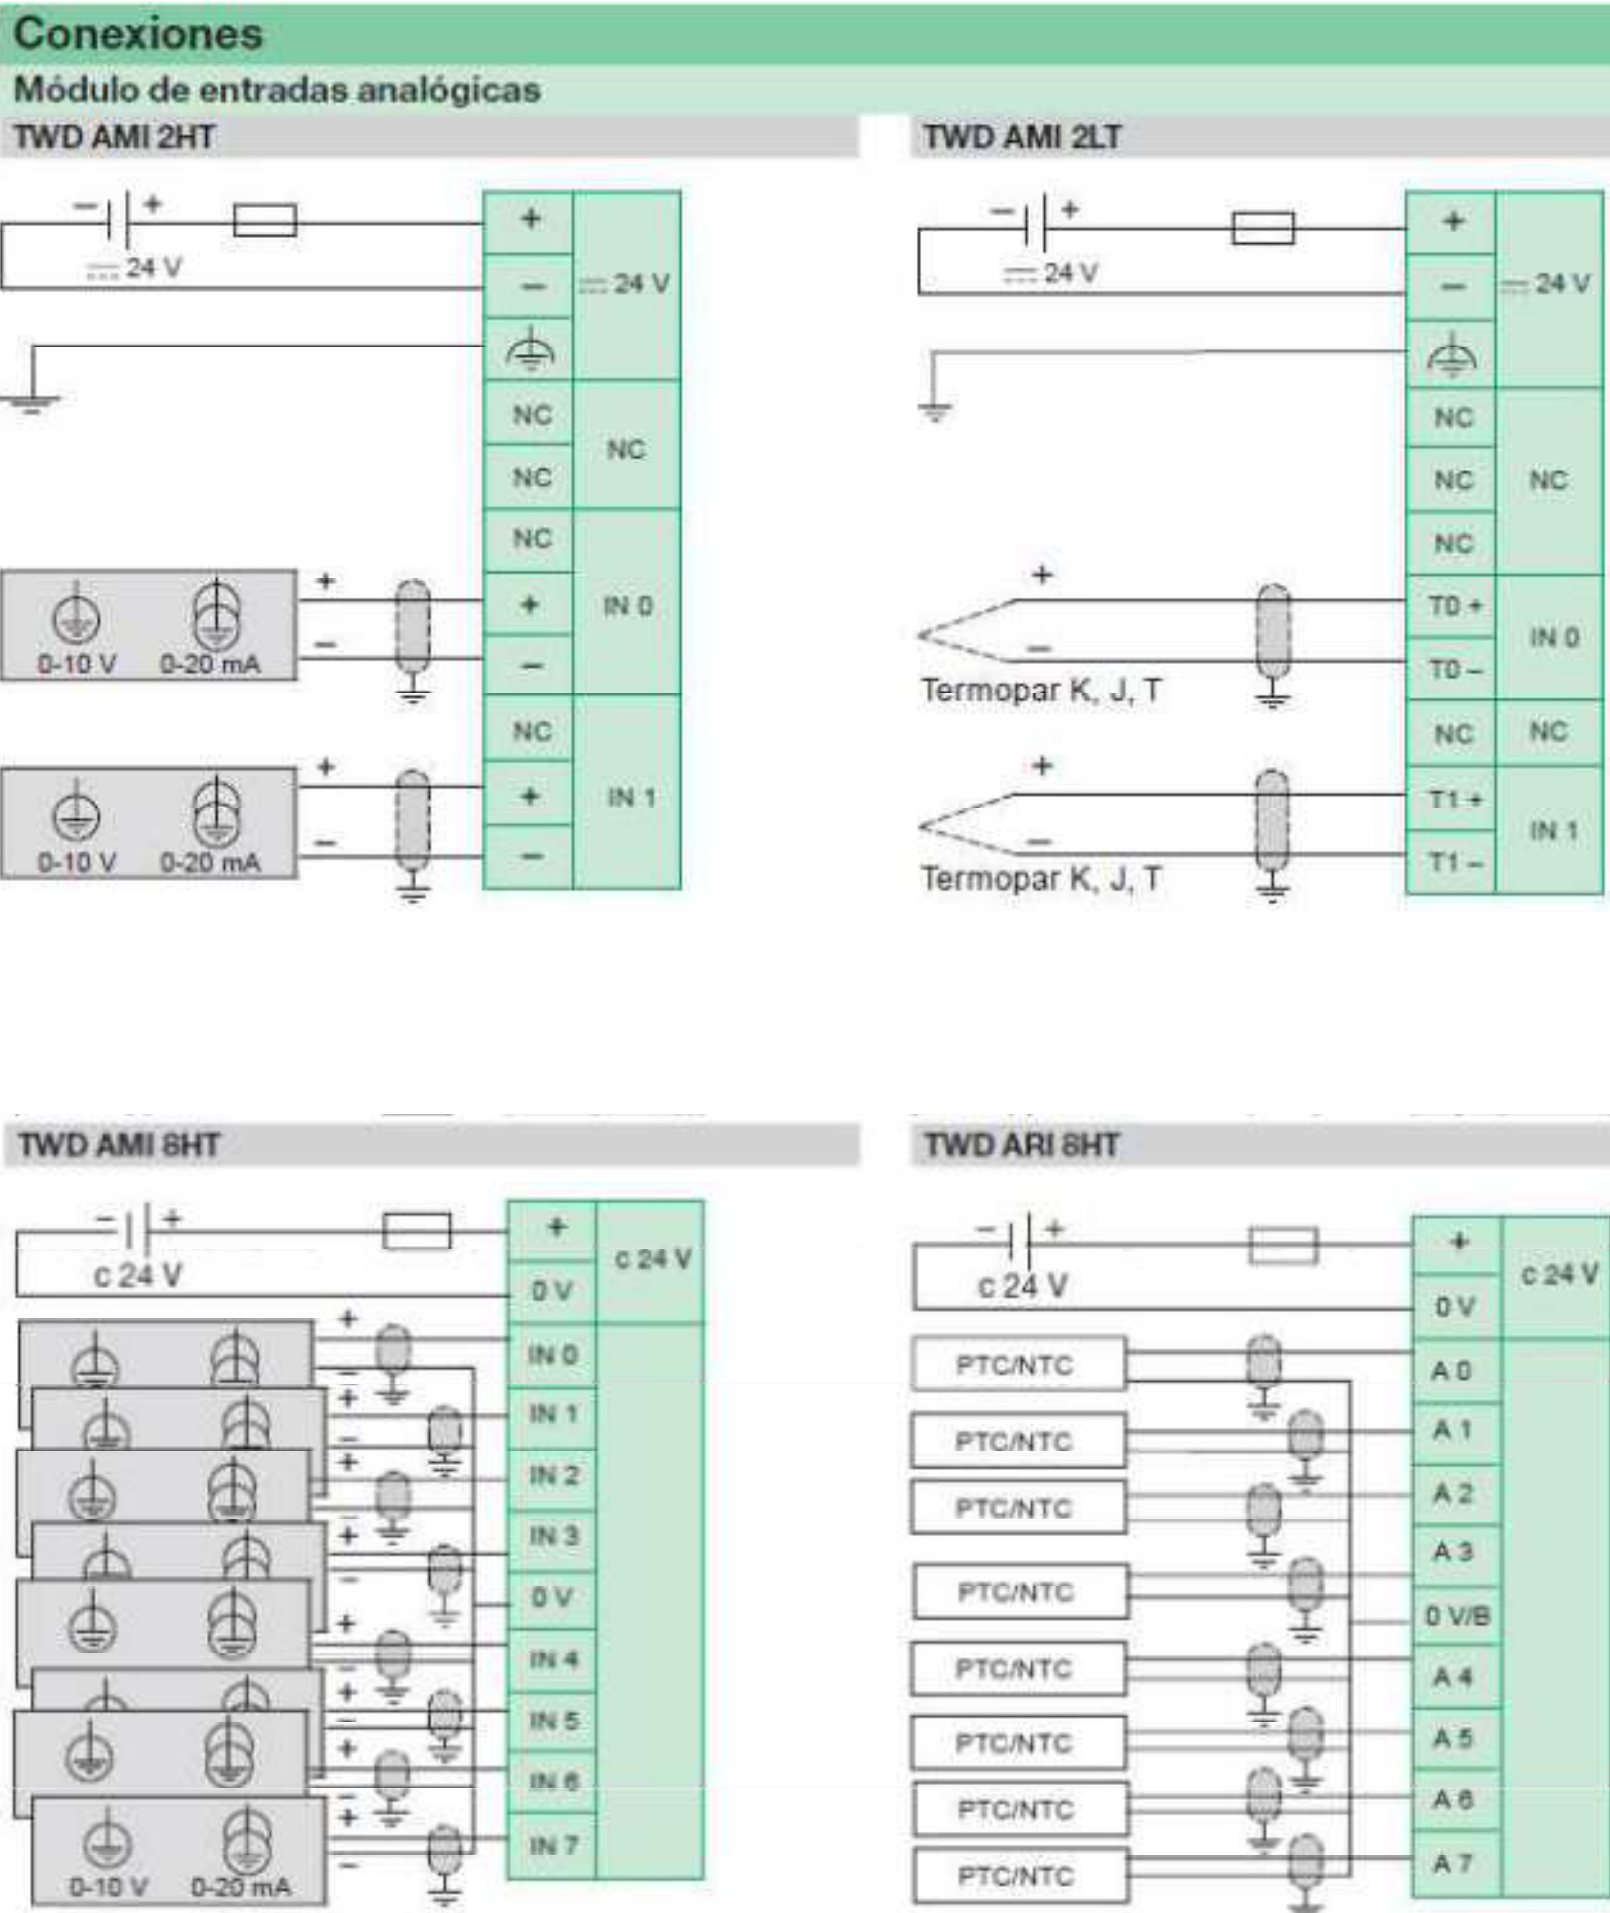 Conexiones
Módulo de entradas analógicas
TWD AMI 2HT
− +
24 V
+
−
24 V
NC
NC
NC
NC
+
−
IN 0
NC
+
−
IN 1
+
−
0-10 V 0-20 mA
+
−
0-10 V 0-20 mA
TWD AMI 2LT
− +
24 V
+
−
24 V
NC
NC
NC
NC
T0 +
T0 −
IN 0
NC
NC
T1 +
T1 −
IN 1
+
−
Termopar K, J, T
+
−
Termopar K, J, T
TWD AMI 8HT
− +
c 24 V
+
0 V
c 24 V
IN 0
IN 1
IN 2
IN 3
0 V
IN 4
IN 5
IN 6
IN 7
+
−
+
−
+
−
+
−
+
−
+
−
+
−
+
−
0-10 V 0-20 mA
TWD ARI 8HT
− +
c 24 V
+
0 V
c 24 V
PTC/NTC
A 0
PTC/NTC
A 1
PTC/NTC
A 2
PTC/NTC
A 3
0 V/B
PTC/NTC
A 4
PTC/NTC
A 5
PTC/NTC
A 6
PTC/NTC
A 7